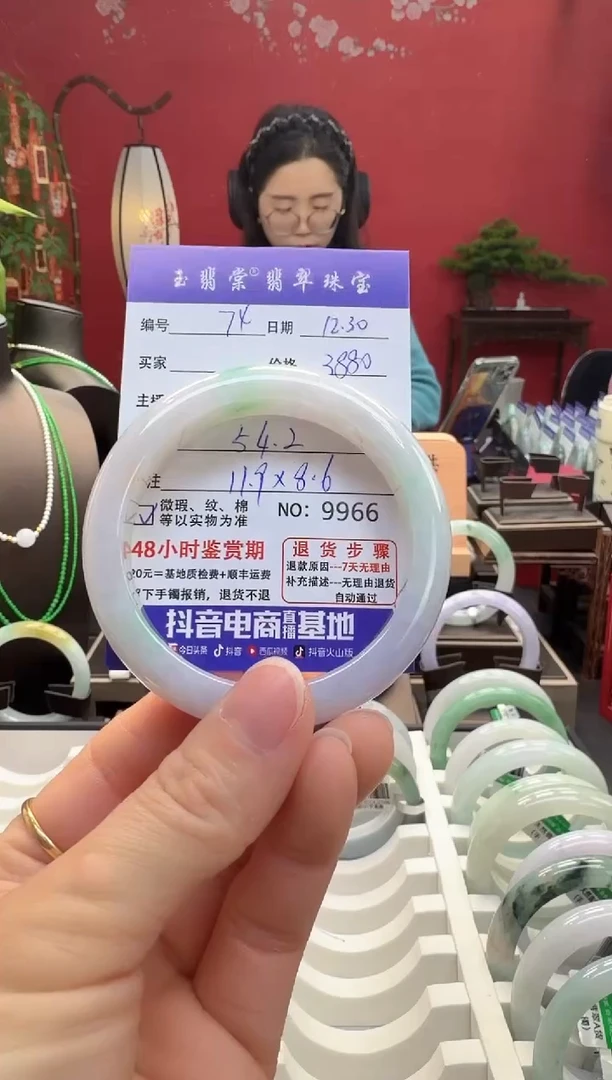 玉翡棠®翡翠珠宝
编号 74 日期 12.30
买家 价格 3880
主播
54.2
注 11.9×8.6
微瑕、纹、棉
等以实物为准
NO: 9966
48小时鉴赏期
20元=基地质检费+顺丰运费
下手镯报销，退货不退
退货步骤
退款原因---7天无理由
补充描述---无理由退货
自动通过
抖音电商直播基地
今日头条 抖音 西瓜视频 抖音火山版